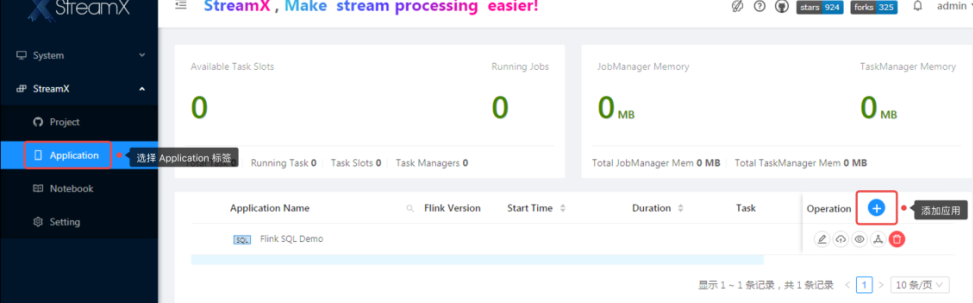 StreamX
StreamX , Make stream processing easier!
stars 924 forks 325 admin
System
StreamX
Project
Application
选择 Application 标签
Notebook
Setting
Available Task Slots Running Jobs
0 0
Running Task 0 Task Slots 0 Task Managers 0
JobManager Memory TaskManager Memory
0 MB 0 MB
Total JobManager Mem 0 MB Total TaskManager Mem 0 MB
Application Name Flink Version Start Time Duration Task Operation
添加应用
SQL Flink SQL Demo
显示 1 ~ 1 条记录，共 1 条记录 < 1 > 10 条/页